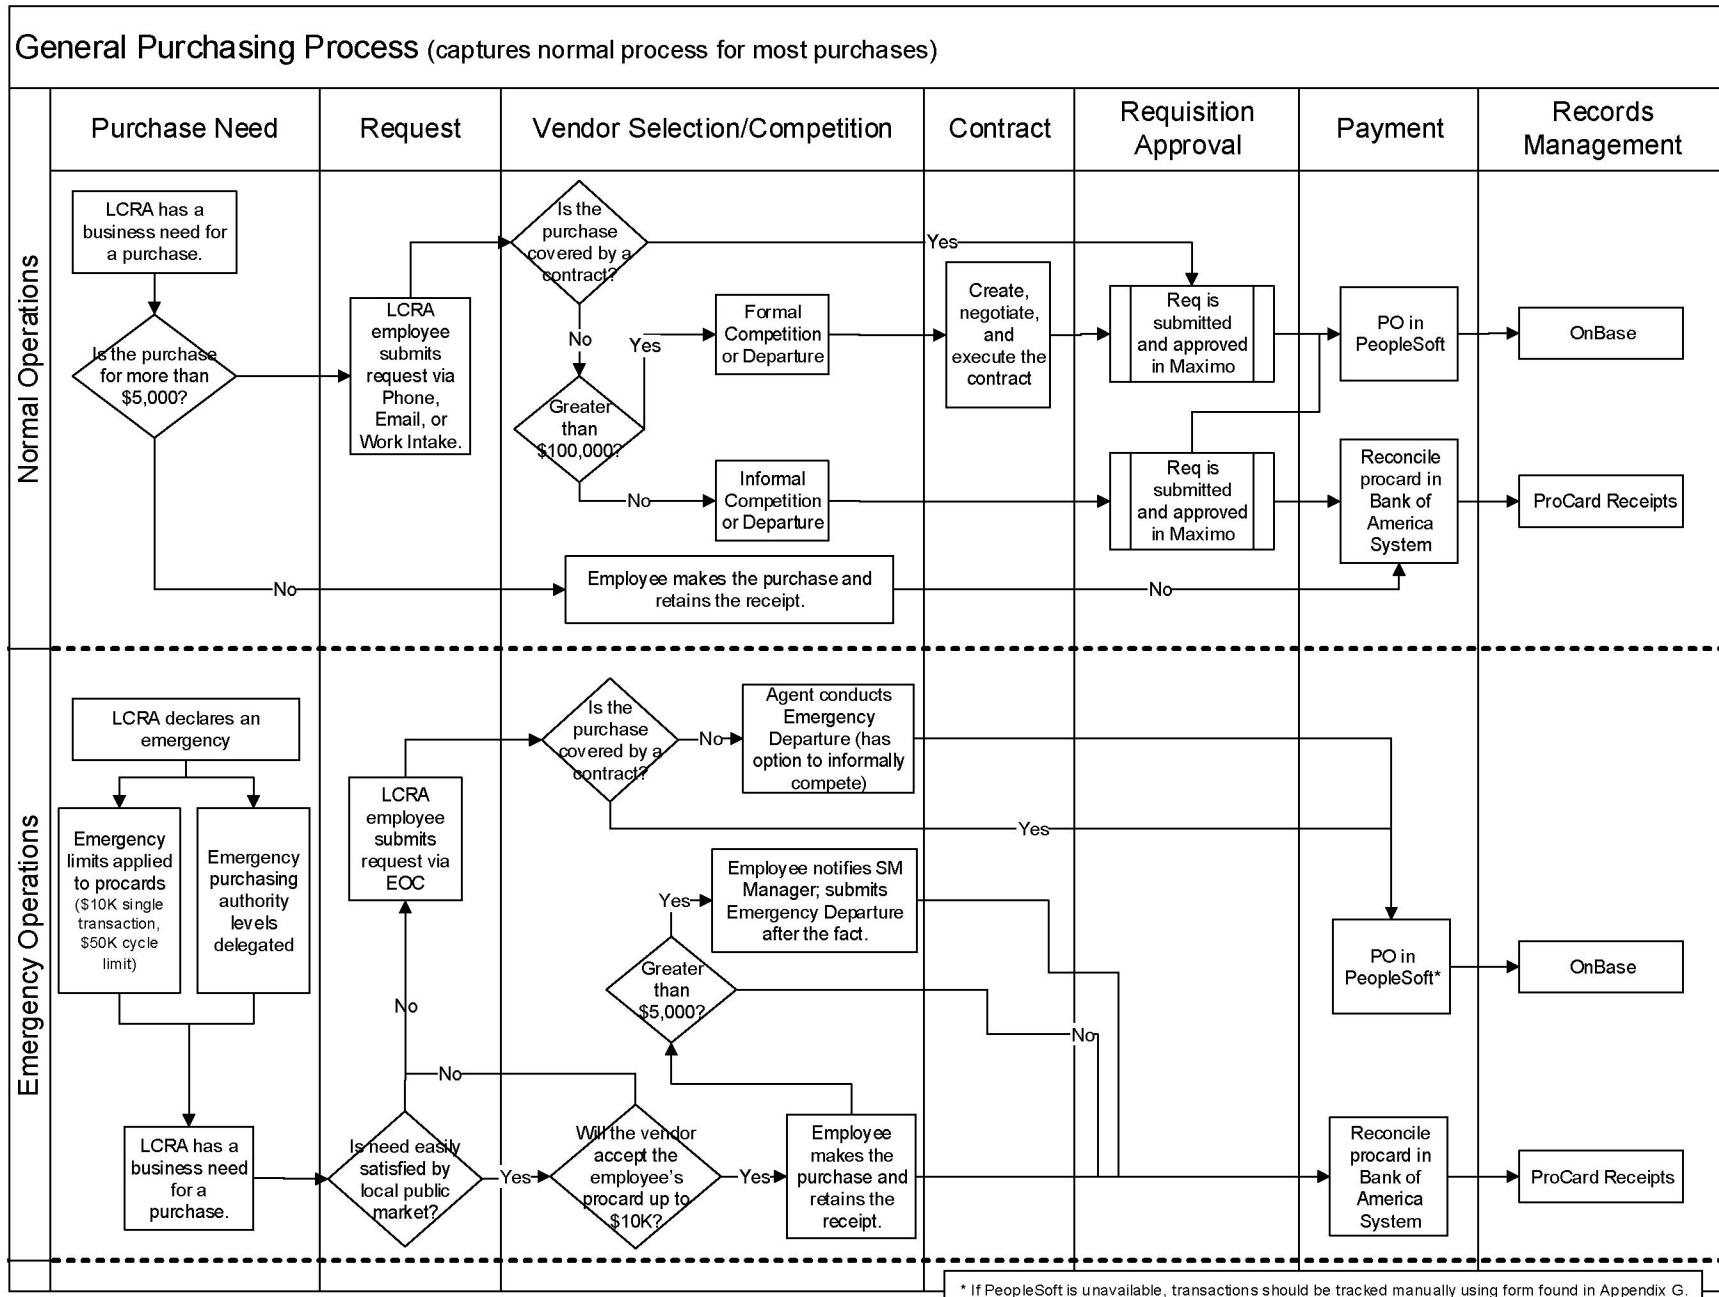 General Purchasing Process (captures normal process for most purchases)
Purchase Need
Request
Vendor Selection/Competition
Contract
Requisition
Approval
Payment
Records
Management
Normal Operations
LCRA has a
business need for
a purchase.
Is the purchase
for more than
$5,000?
LCRA
employee
submits
request via
Phone,
Email, or
Work Intake.
Is the
purchase
covered by a
contract?
Yes
No
Greater
than
$100,000?
Yes
Formal
Competition
or Departure
Create,
negotiate,
and
execute the
contract
Req is
submitted
and approved
in Maximo
PO in
PeopleSoft
OnBase
No
Informal
Competition
or Departure
Req is
submitted
and approved
in Maximo
Reconcile
procard in
Bank of
America
System
ProCard Receipts
No
Employee makes the purchase and
retains the receipt.
No
Emergency Operations
LCRA declares an
emergency
Emergency
limits applied
to procards
($10K single
transaction,
$50K cycle
limit)
Emergency
purchasing
authority
levels
delegated
LCRA has a
business need
for a
purchase.
LCRA
employee
submits
request via
EOC
No
No
Is need easily
satisfied by
local public
market?
Yes
Is the
purchase
covered by a
contract?
No
Agent conducts
Emergency
Departure (has
option to informally
compete)
Yes
Yes
Employee notifies SM
Manager; submits
Emergency Departure
after the fact.
Greater
than
$5,000?
No
Will the vendor
accept the
employee's
procard up to
$10K?
Yes
Employee
makes the
purchase and
retains the
receipt.
PO in
PeopleSoft*
OnBase
Reconcile
procard in
Bank of
America
System
ProCard Receipts
* If PeopleSoft is unavailable, transactions should be tracked manually using form found in Appendix G.